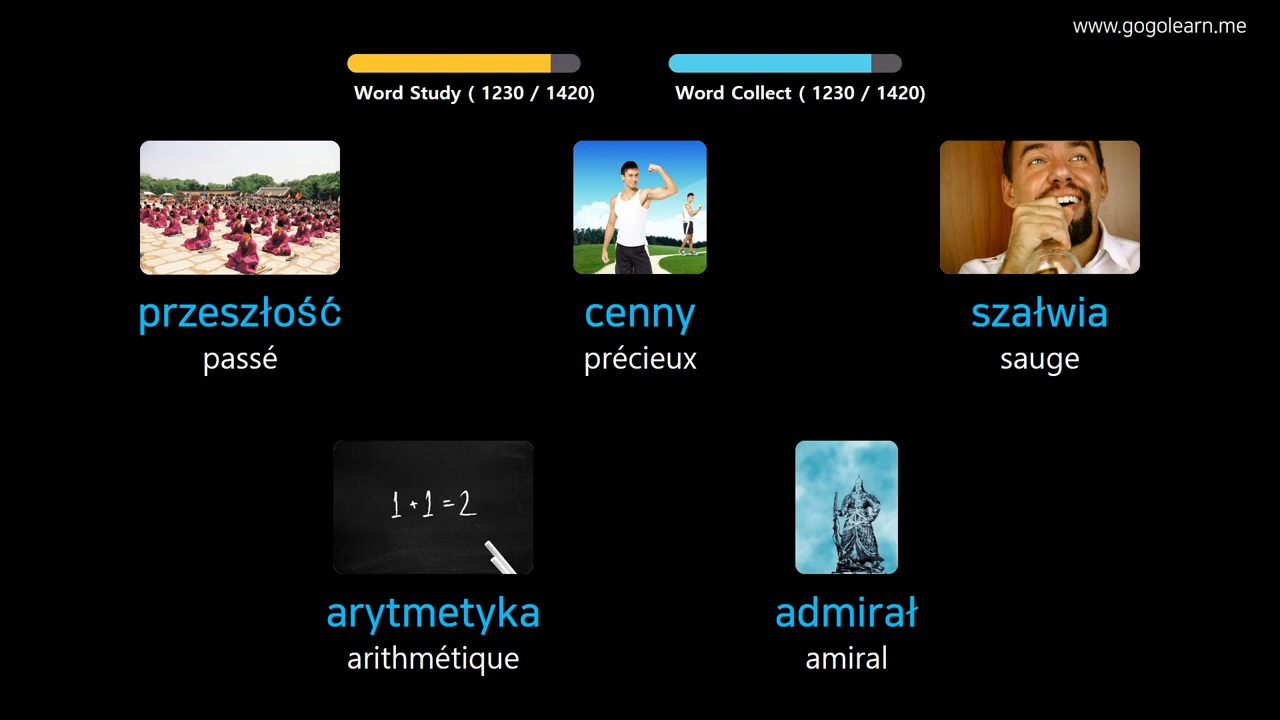 www.gogolearn.me
Word Study ( 1230 / 1420)
Word Collect ( 1230 / 1420)
przeszłość
passé
cenny
précieux
szałwia
sauge
1+1=2
arytmetyka
arithmétique
admirał
amiral